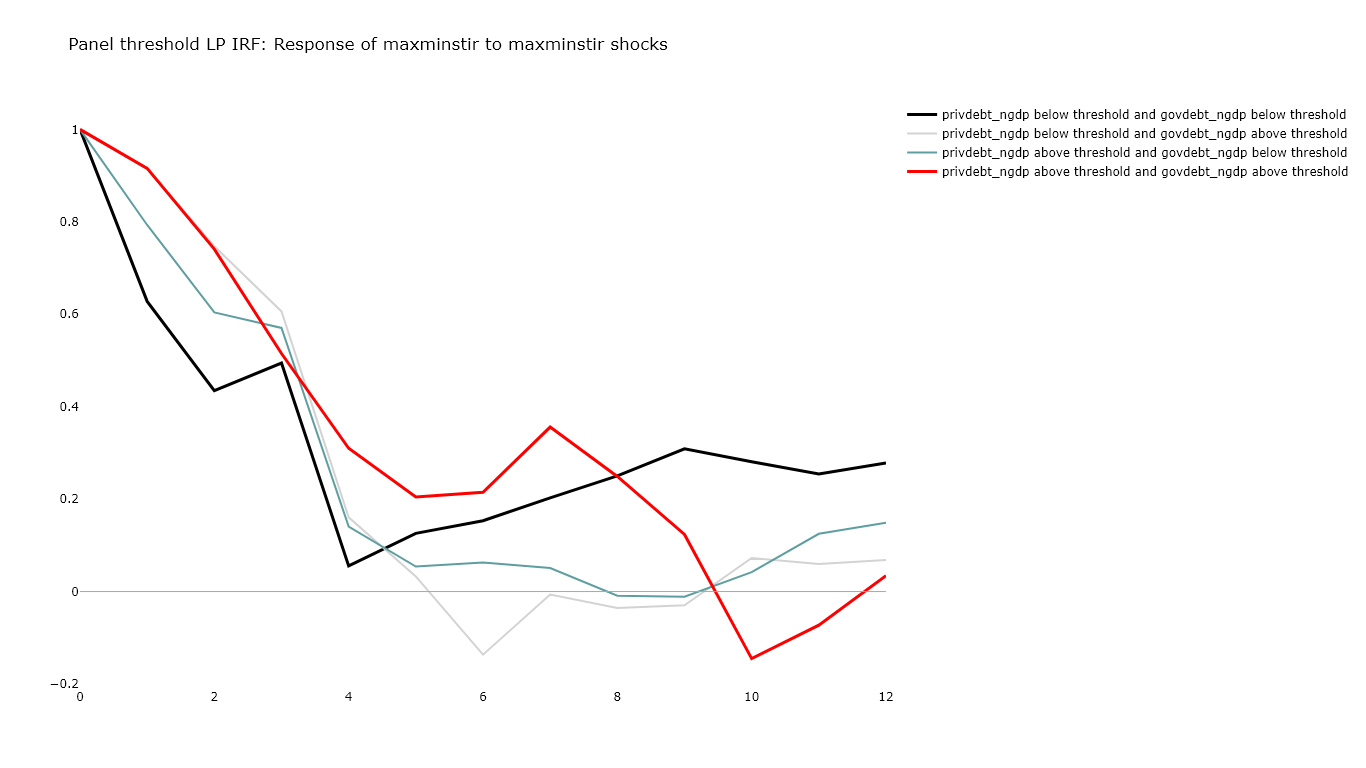 Panel threshold LP IRF: Response of maxminstir to maxminstir shocks
privdebt_ngdp below threshold and govdebt_ngdp below threshold
privdebt_ngdp below threshold and govdebt_ngdp above threshold
privdebt_ngdp above threshold and govdebt_ngdp below threshold
privdebt_ngdp above threshold and govdebt_ngdp above threshold
1
0.8
0.6
0.4
0.2
0
−0.2
0 2 4 6 8 10 12